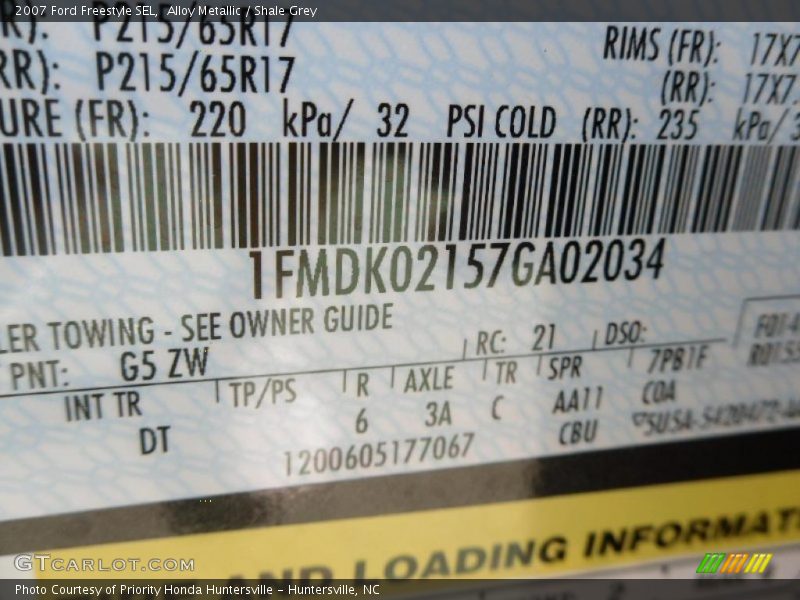 2007 Ford Freestyle SEL, Alloy Metallic / Shale Grey
R): P215/65R17 RIMS (FR): 17X7
RR): P215/65R17 (RR): 17X7.
URE (FR): 220 kPa/ 32 PSI COLD (RR): 235 kPa/3
1FMDK02157GA02034
LER TOWING - SEE OWNER GUIDE
PNT: G5 ZW RC: 21 DSO:
INT TR TP/PS R AXLE TR SPR 7PB1F
DT 6 3A C AA11 COA
1200605177067 CBU
AND LOADING INFORMAT
GTCARLOT.COM
Photo Courtesy of Priority Honda Huntersville - Huntersville, NC